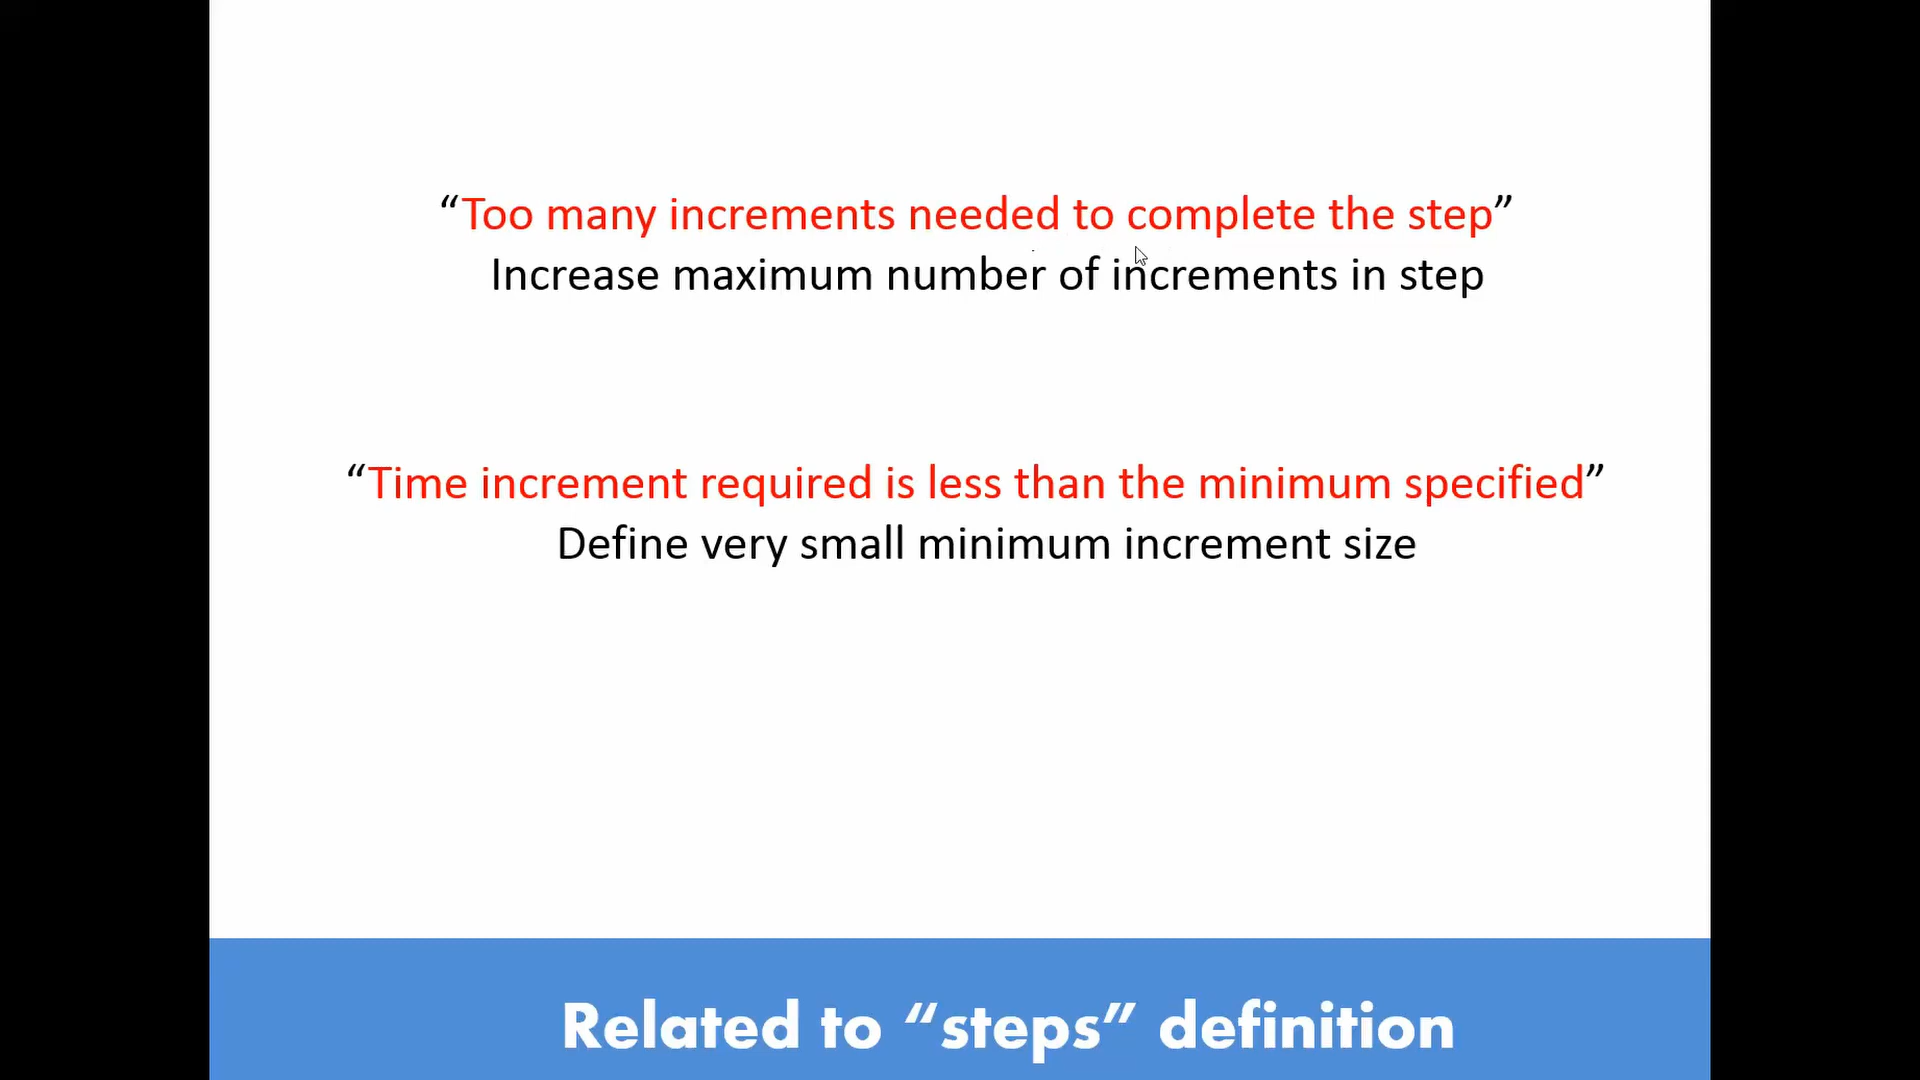 “Too many increments needed to complete the step”
Increase maximum number of increments in step
“Time increment required is less than the minimum specified”
Define very small minimum increment size
Related to “steps” definition